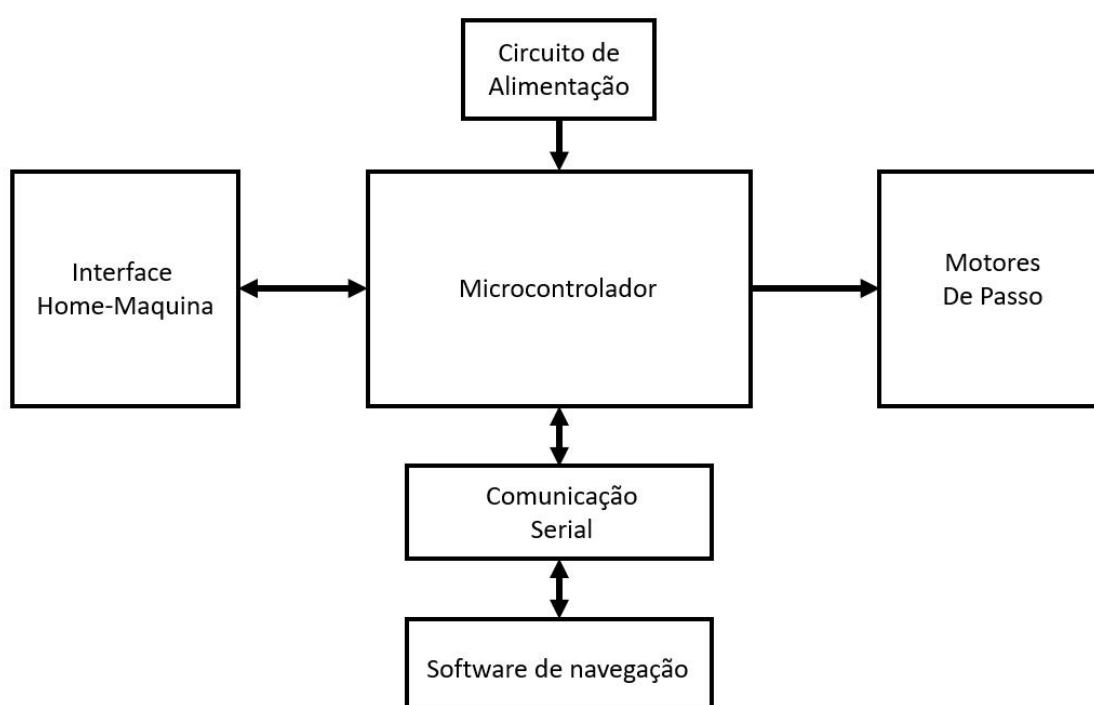 Circuito de
Alimentação
Interface
Home-Maquina
Microcontrolador
Motores
De Passo
Comunicação
Serial
Software de navegação